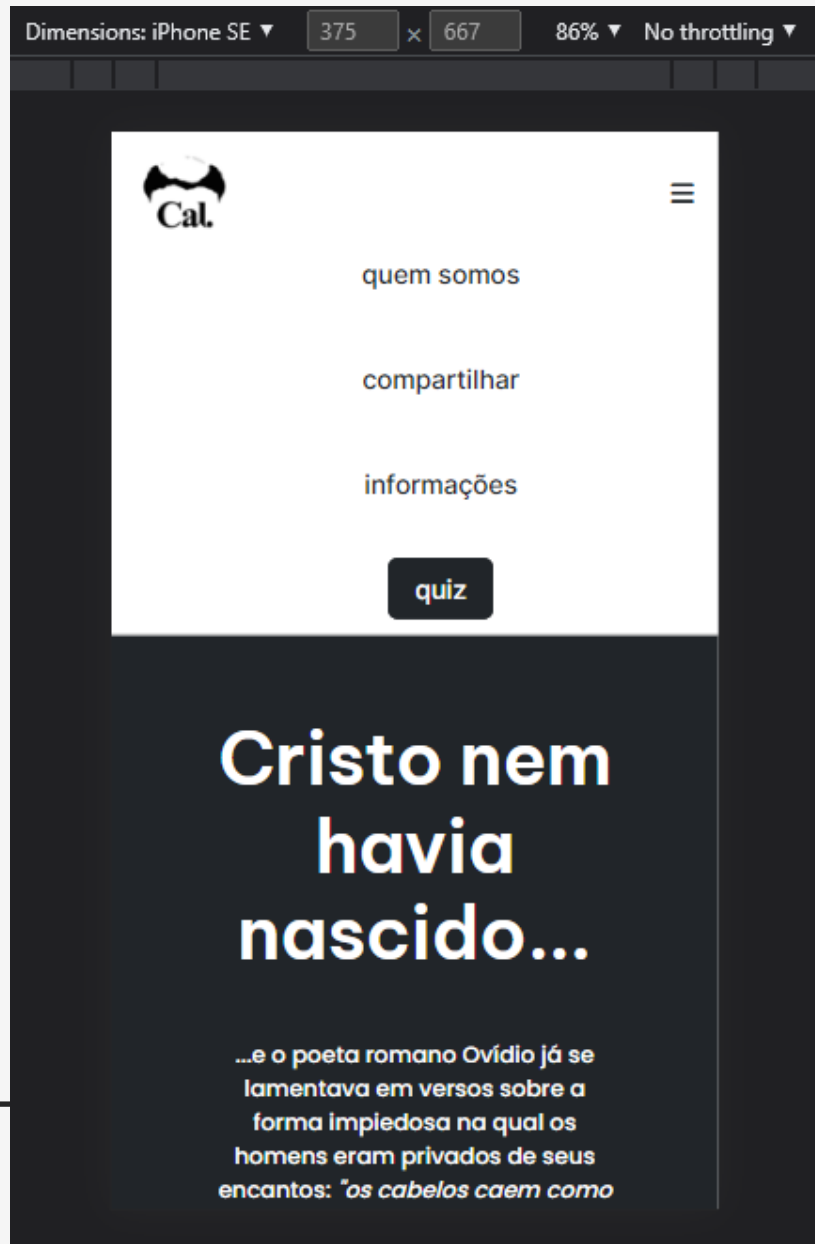 Dimensions: iPhone SE ▼ 375 × 667 86% ▼ No throttling ▼
Cal.
quem somos
compartilhar
informações
quiz
Cristo nem
havia
nascido...
...e o poeta romano Ovídio já se
lamentava em versos sobre a
forma impiedosa na qual os
homens eram privados de seus
encantos: "os cabelos caem como